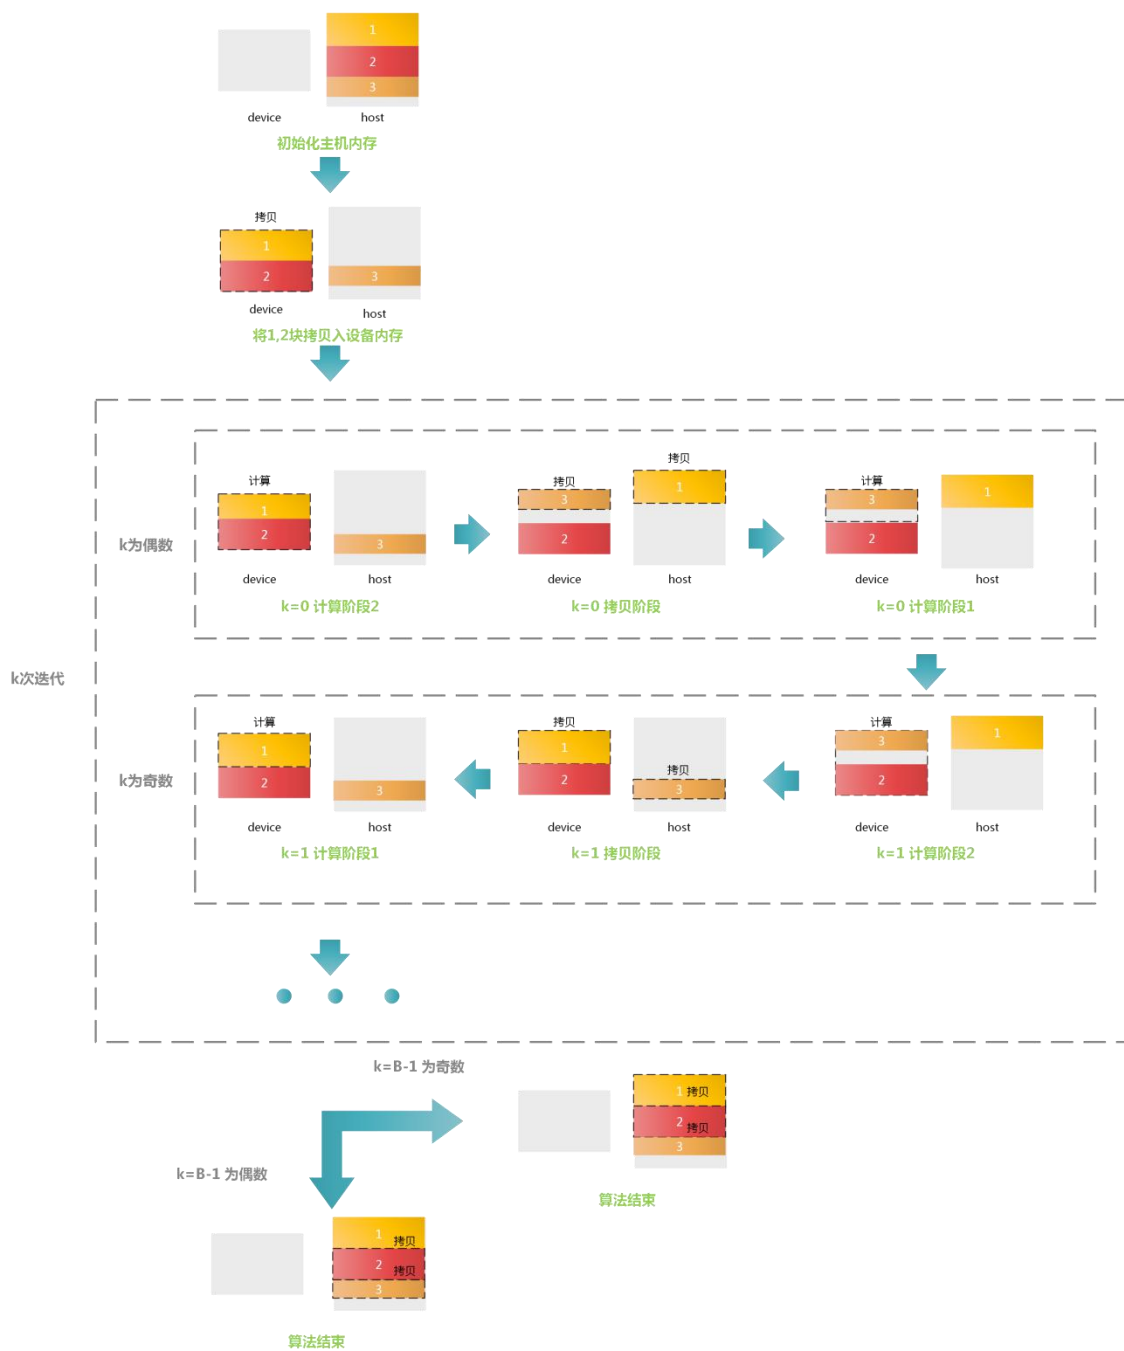 1
2
3
device
host
初始化主机内存
拷贝
1
2
3
device
host
将1,2块拷贝入设备内存
k次迭代
k为偶数
计算
1
2
3
device
host
k=0 计算阶段2
拷贝
拷贝
3
1
2
device
host
k=0 拷贝阶段
计算
3
1
2
device
host
k=0 计算阶段1
k为奇数
计算
1
2
3
device
host
k=1 计算阶段1
拷贝
1
拷贝
2
3
device
host
k=1 拷贝阶段
计算
3
1
2
device
host
k=1 计算阶段2
k=B-1 为奇数
1 拷贝
2 拷贝
3
算法结束
k=B-1 为偶数
1 拷贝
2 拷贝
3
算法结束